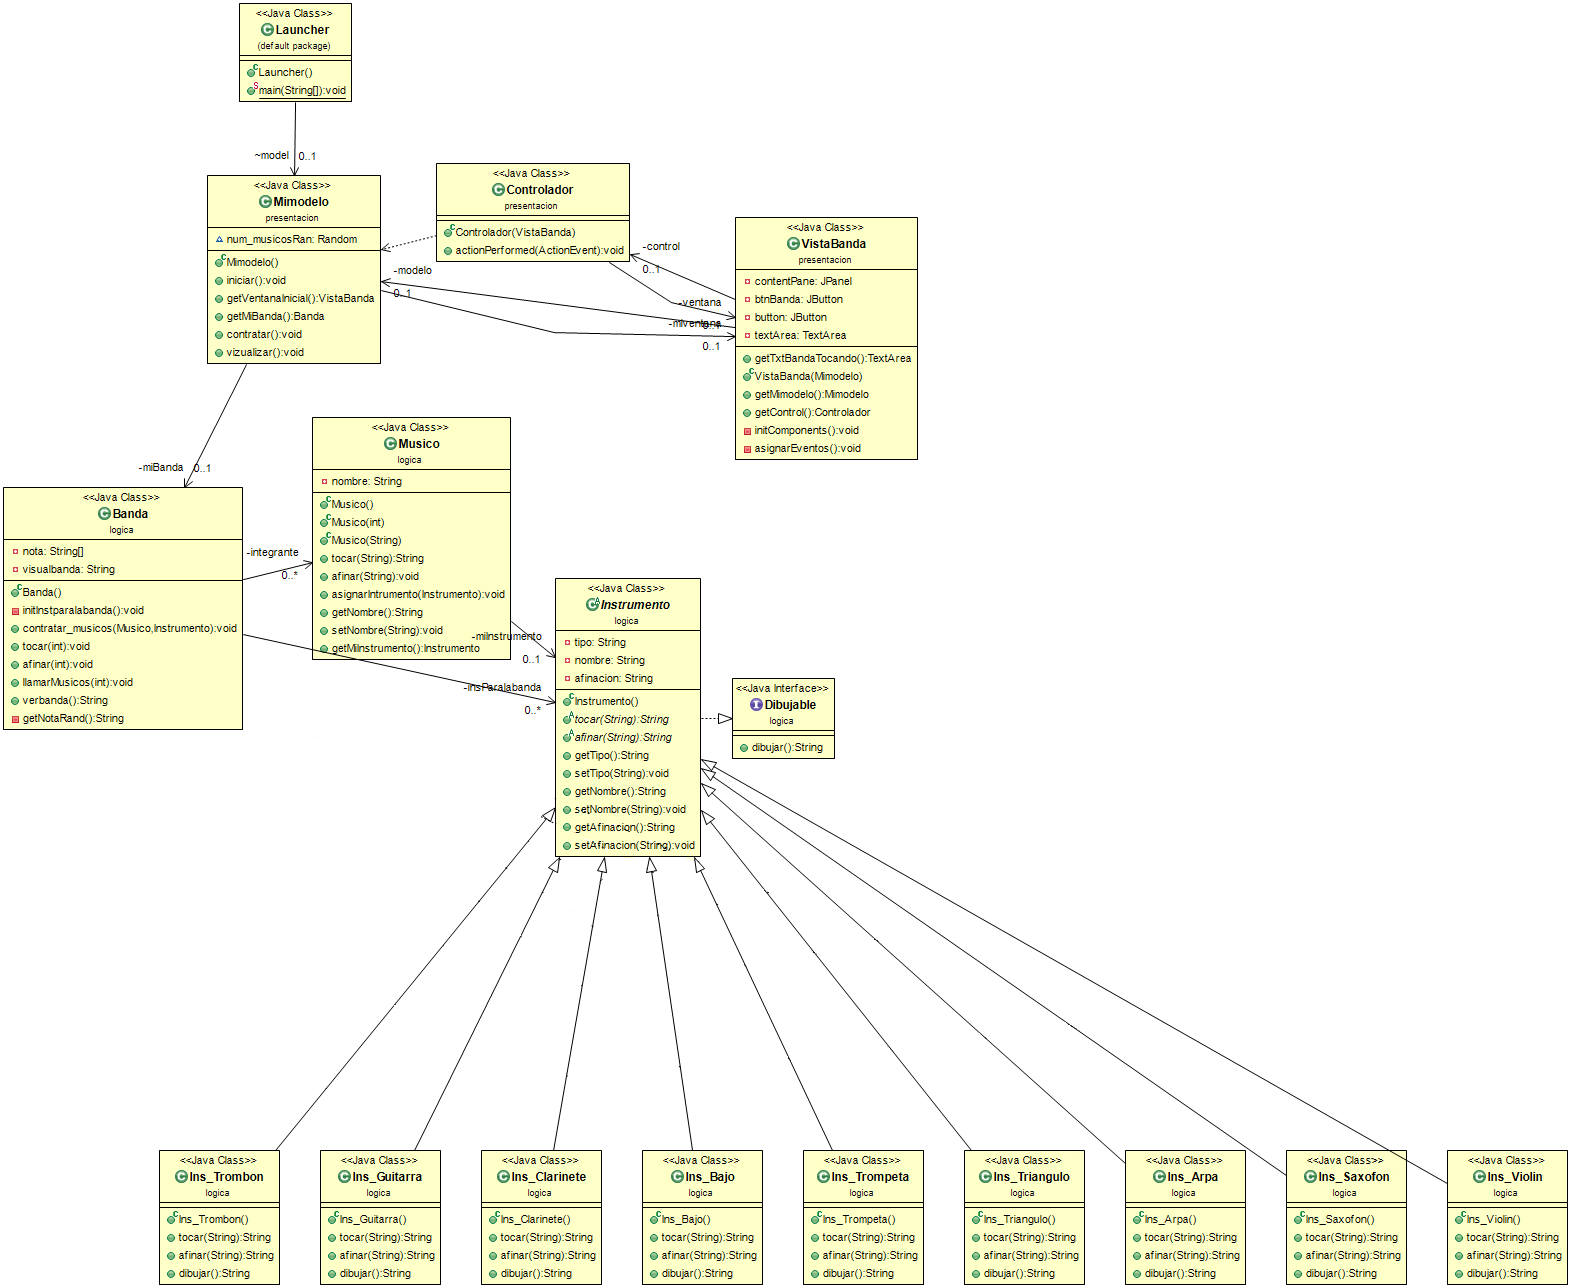 <<Java Class>>
Launcher
(default package)
Launcher()
main(String[]):void
~model
0..1
<<Java Class>>
Mimodelo
presentacion
num_musicosRan: Random
Mimodelo()
iniciar():void
getVentanaInicial():VistaBanda
getMiBanda():Banda
contratar():void
vizualizar():void
<<Java Class>>
Controlador
presentacion
Controlador(VistaBanda)
actionPerformed(ActionEvent):void
-control
0..1
-modelo
0..1
-ventana
0..1
-miventana
0..1
<<Java Class>>
VistaBanda
presentacion
contentPane: JPanel
btnBanda: JButton
button: JButton
textArea: TextArea
getTxtBandaTocando():TextArea
VistaBanda(Mimodelo)
getMimodelo():Mimodelo
getControl():Controlador
initComponents():void
asignarEventos():void
-miBanda
0..1
<<Java Class>>
Banda
logica
nota: String[]
visualbanda: String
Banda()
initInstparalabanda():void
contratar_musicos(Musico,Instrumento):void
tocar(int):void
afinar(int):void
llamarMusicos(int):void
verbanda():String
getNotaRand():String
-integrante
0..*
<<Java Class>>
Musico
logica
nombre: String
Musico()
Musico(int)
Musico(String)
tocar(String):String
afinar(String):void
asignarIntrumento(Instrumento):void
getNombre():String
setNombre(String):void
getMiInstrumento():Instrumento
-miInstrumento
0..1
-insParalabanda
0..*
<<Java Class>>
Instrumento
logica
tipo: String
nombre: String
afinacion: String
Instrumento()
tocar(String):String
afinar(String):String
getTipo():String
setTipo(String):void
getNombre():String
setNombre(String):void
getAfinacion():String
setAfinacion(String):void
<<Java Interface>>
Dibujable
logica
dibujar():String
<<Java Class>>
Ins_Trombon
logica
Ins_Trombon()
tocar(String):String
afinar(String):String
dibujar():String
<<Java Class>>
Ins_Guitarra
logica
Ins_Guitarra()
tocar(String):String
afinar(String):String
dibujar():String
<<Java Class>>
Ins_Clarinete
logica
Ins_Clarinete()
tocar(String):String
afinar(String):String
dibujar():String
<<Java Class>>
Ins_Bajo
logica
Ins_Bajo()
tocar(String):String
afinar(String):String
dibujar():String
<<Java Class>>
Ins_Trompeta
logica
Ins_Trompeta()
tocar(String):String
afinar(String):String
dibujar():String
<<Java Class>>
Ins_Triangulo
logica
Ins_Triangulo()
tocar(String):String
afinar(String):String
dibujar():String
<<Java Class>>
Ins_Arpa
logica
Ins_Arpa()
tocar(String):String
afinar(String):String
dibujar():String
<<Java Class>>
Ins_Saxofon
logica
Ins_Saxofon()
tocar(String):String
afinar(String):String
dibujar():String
<<Java Class>>
Ins_Violin
logica
Ins_Violin()
tocar(String):String
afinar(String):String
dibujar():String